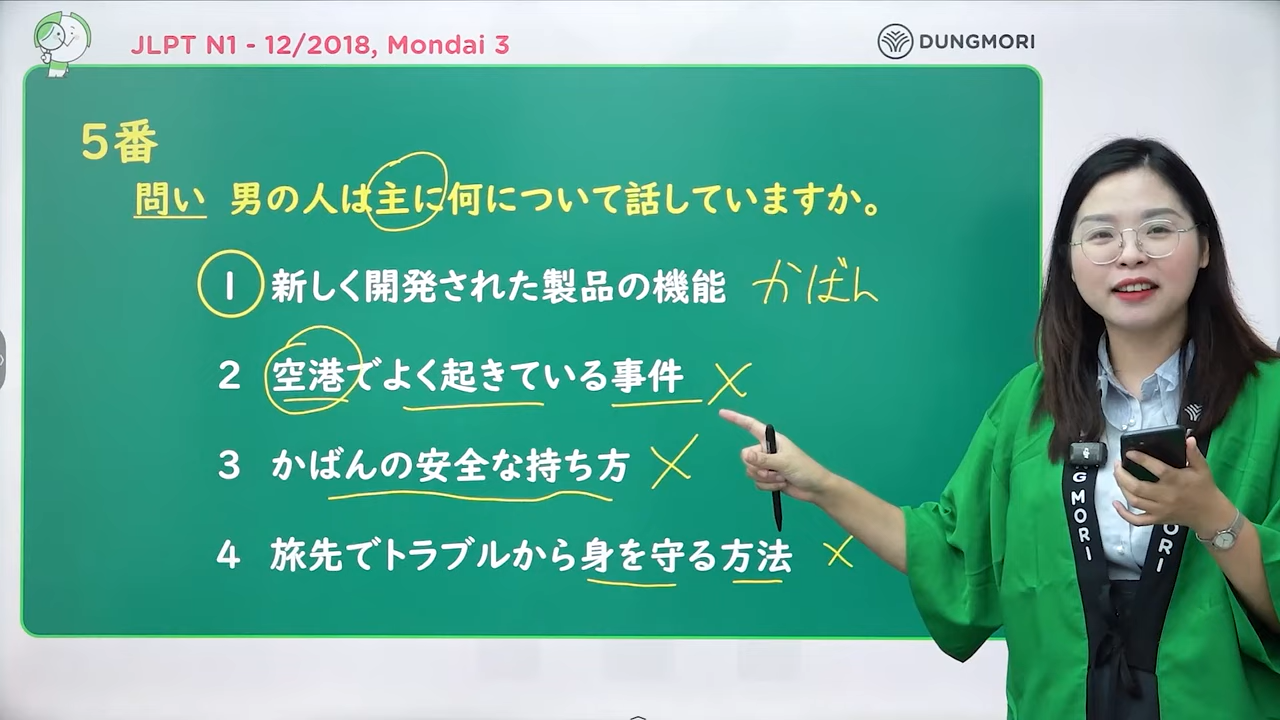 JLPT N1 - 12/2018, Mondai 3
DUNGMORI
5番
問い 男の人は主に何について話していますか。
1 新しく開発された製品の機能 かばん
2 空港でよく起きている事件 ×
3 かばんの安全な持ち方 ×
4 旅先でトラブルから身を守る方法 ×
GMORI
ORI